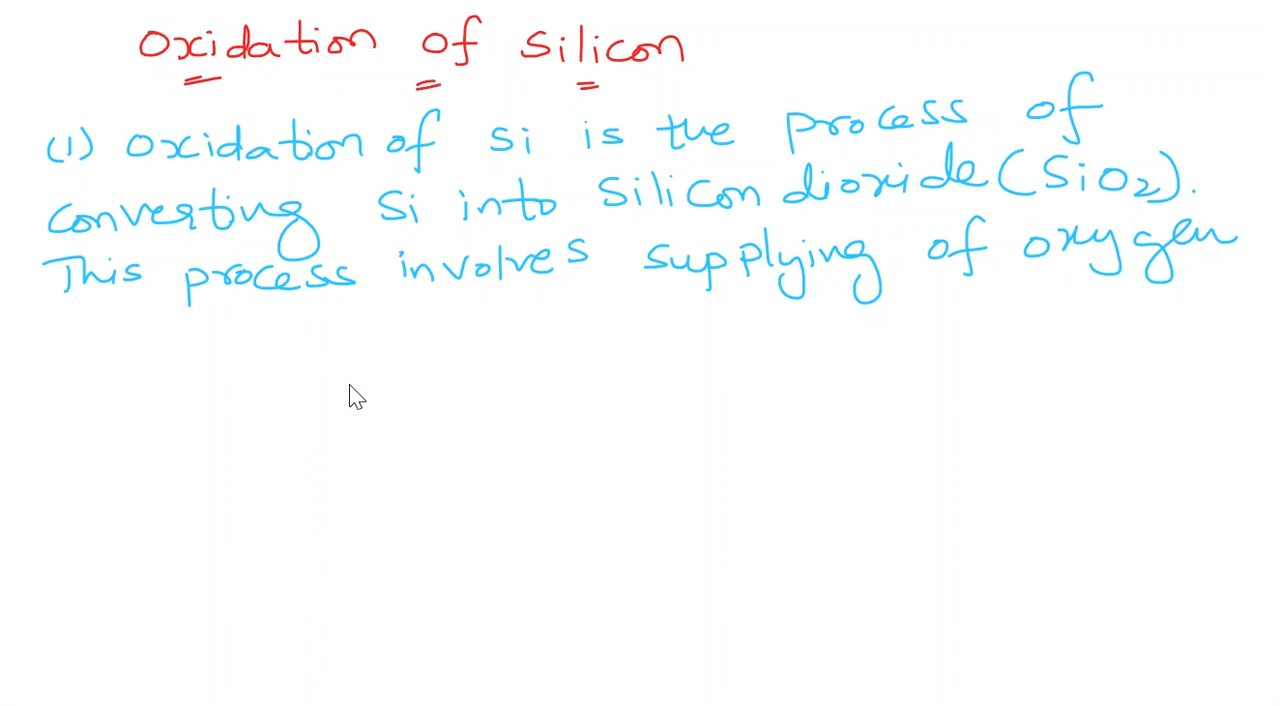 Oxidation of silicon
(1) Oxidation of Si is the process of
converting Si into Silicon dioxide (SiO2).
This process involves supplying of oxygen